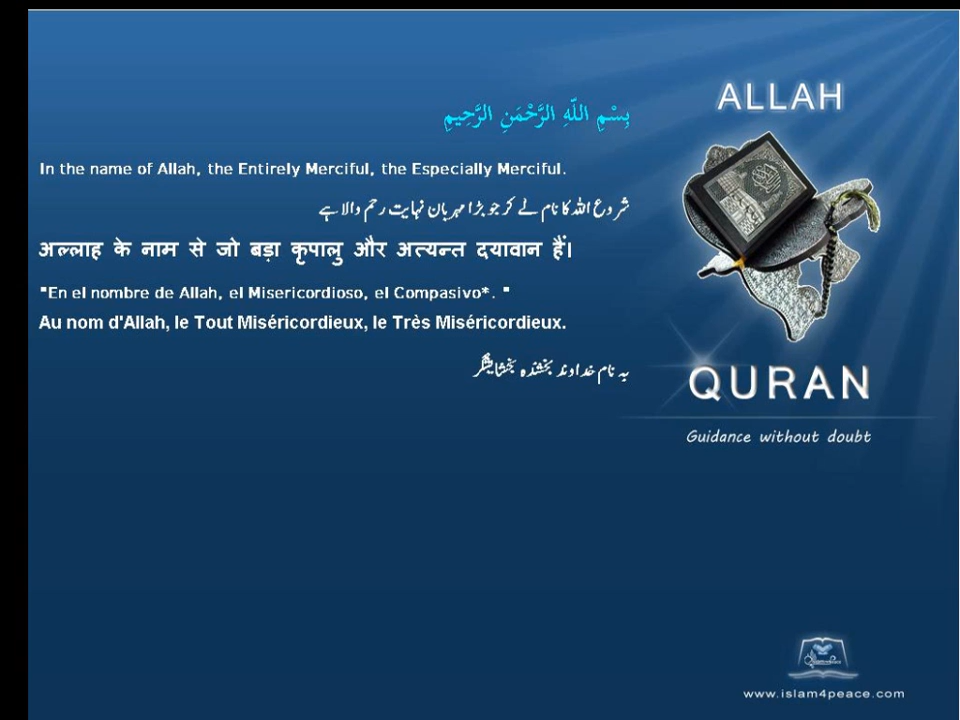 بِسْمِ اللَّهِ الرَّحْمَنِ الرَّحِيمِ
In the name of Allah, the Entirely Merciful, the Especially Merciful.
شروع الله کا نام لے کر جو بڑا مہربان نہایت رحم والا ہے
अल्लाह के नाम से जो बड़ा कृपालु और अत्यन्त दयावान हैं।
"En el nombre de Allah, el Misericordioso, el Compasivo*. "
Au nom d'Allah, le Tout Miséricordieux, le Très Miséricordieux.
به نام خداوند بخشنده بخشایشگر
ALLAH
QURAN
Guidance without doubt
www.islam4peace.com